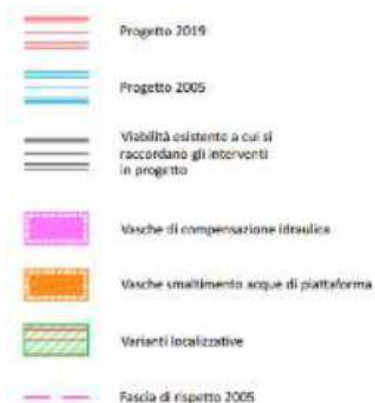 Progetto 2019
Progetto 2005
Viabilità esistente a cui si
raccordano gli interventi
in progetto
Vasche di compensazione idraulica
Vasche smaltimento acque di piattaforma
Varianti localizzative
Fascia di rispetto 2005